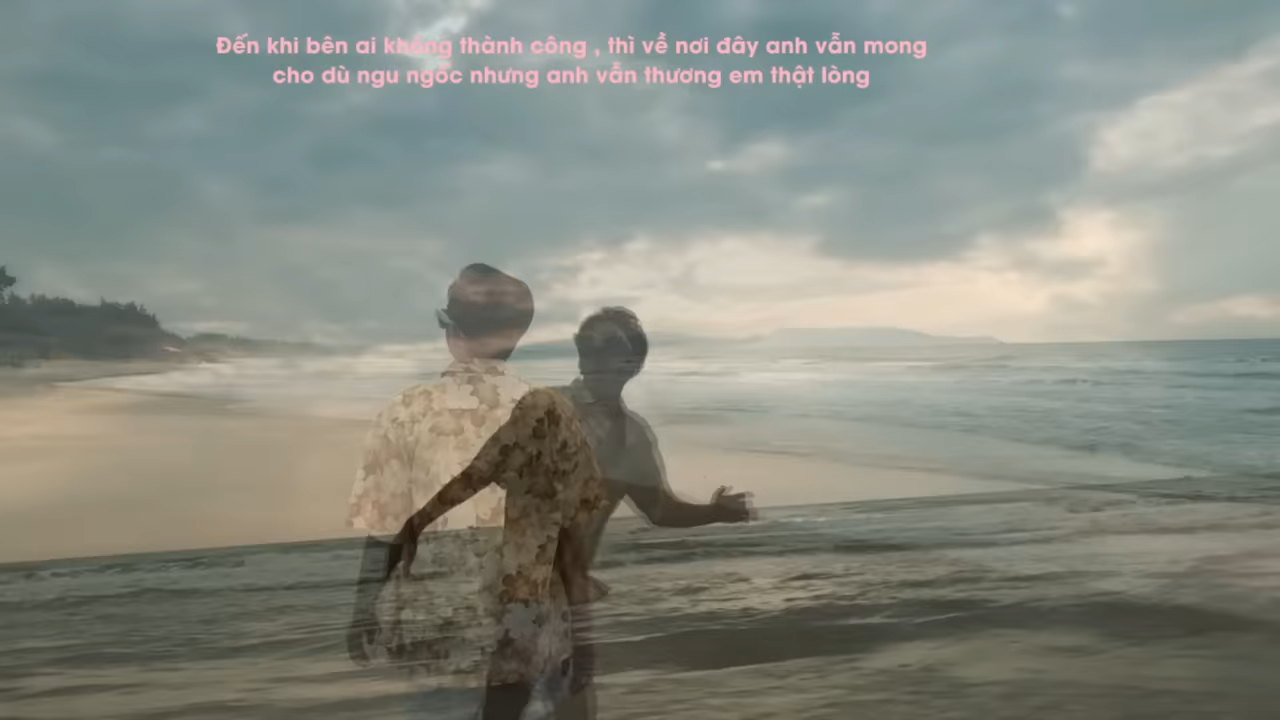 Đến khi bên ai không thành công , thì về nơi đây anh vẫn mong
cho dù ngu ngốc nhưng anh vẫn thương em thật lòng